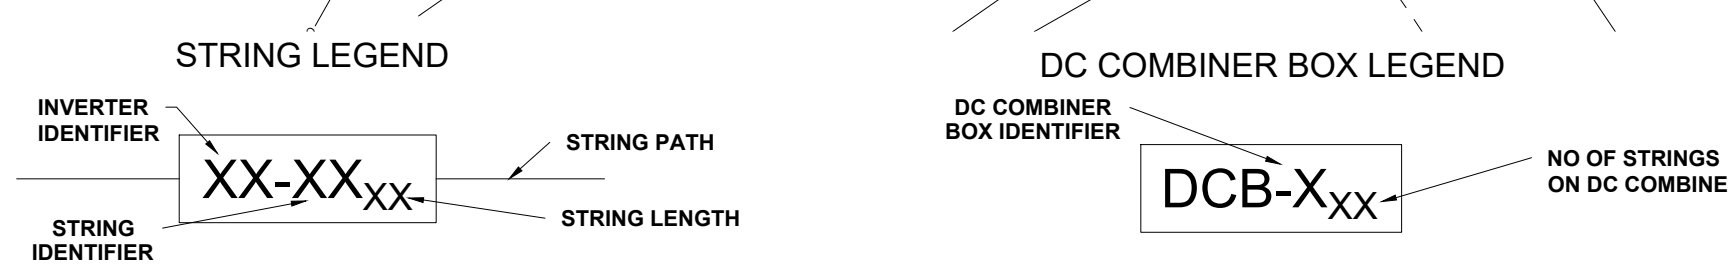 STRING LEGEND
INVERTER
IDENTIFIER
XX-XXXX
STRING PATH
STRING LENGTH
STRING
IDENTIFIER
DC COMBINER BOX LEGEND
DC COMBINER
BOX IDENTIFIER
DCB-XXX
NO OF STRINGS
ON DC COMBINE